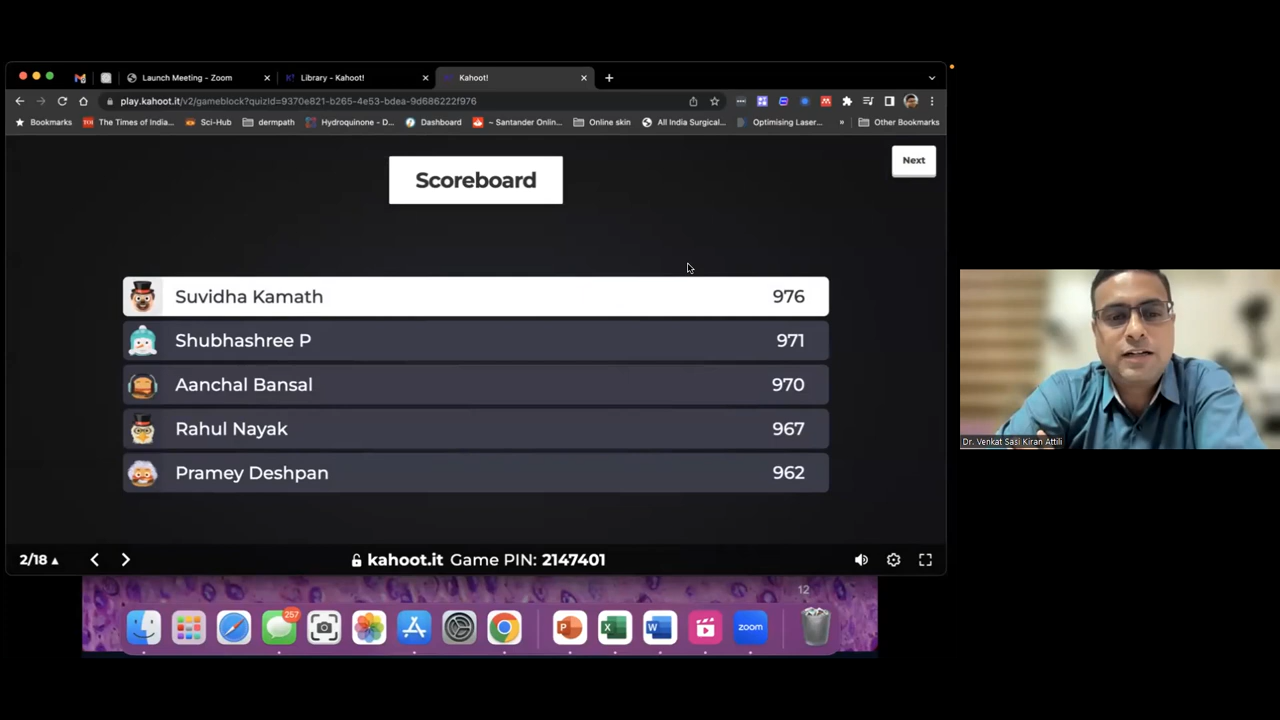 Launch Meeting - Zoom
Library - Kahoot!
Kahoot!
play.kahoot.it/v2/gameblock?quizId=9370e821-b265-4e53-bdea-9d686222f976
Bookmarks
TOI
The Times of India...
Sci-Hub
dermpath
Hydroquinone - D...
Dashboard
~ Santander Onlin...
Online skin
All India Surgical...
Optimising Laser...
»
Other Bookmarks
Next
Scoreboard
Suvidha Kamath 976
Shubhashree P 971
Aanchal Bansal 970
Rahul Nayak 967
Pramey Deshpan 962
Dr. Venkat Sasi Kiran Attili
2/18
kahoot.it Game PIN: 2147401
12
257
zoom